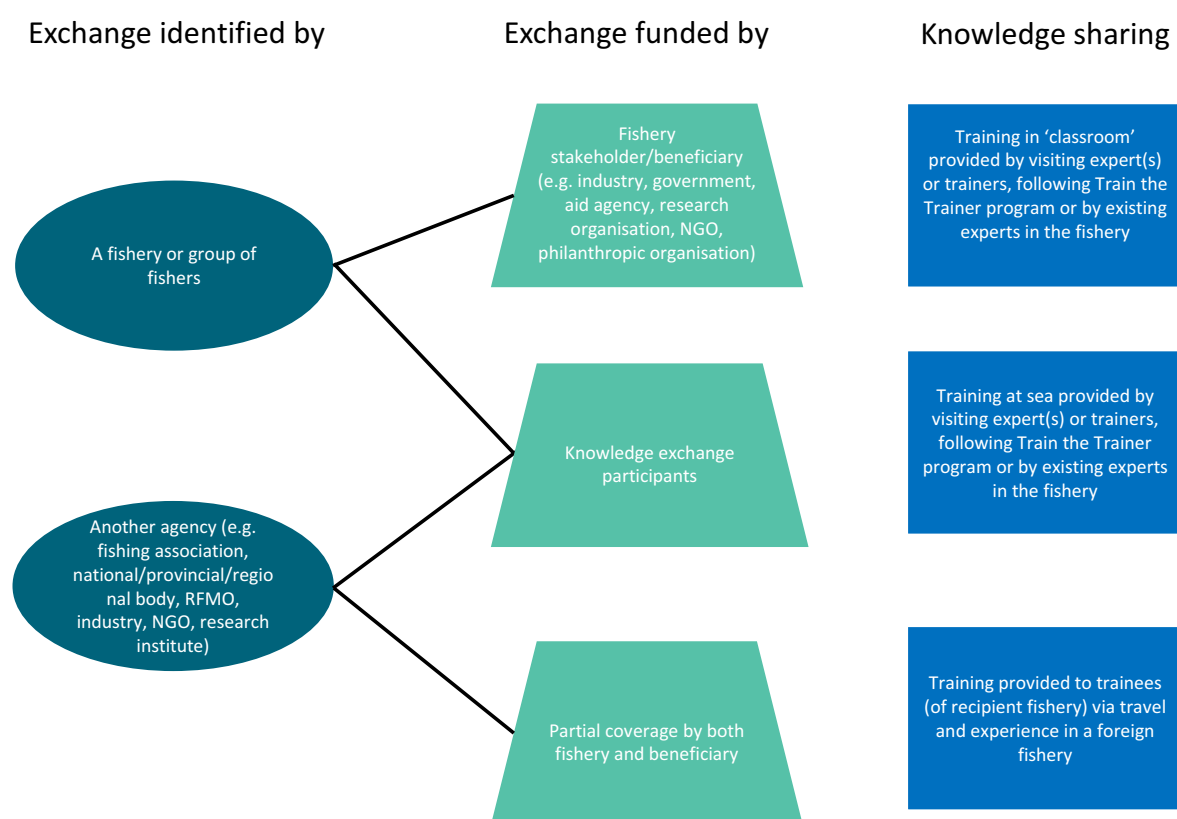 Exchange identified by
Exchange funded by
Knowledge sharing
A fishery or group of
fishers
Another agency (e.g.
fishing association,
national/provincial/regio
nal body, RFMO,
industry, NGO, research
institute)
Fishery
stakeholder/beneficiary
(e.g. industry, government,
aid agency, research
organisation, NGO,
philanthropic organisation)
Knowledge exchange
participants
Partial coverage by both
fishery and beneficiary
Training in ‘classroom’
provided by visiting expert(s)
or trainers, following Train the
Trainer program or by existing
experts in the fishery
Training at sea provided by
visiting expert(s) or trainers,
following Train the Trainer
program or by existing experts
in the fishery
Training provided to trainees
(of recipient fishery) via travel
and experience in a foreign
fishery